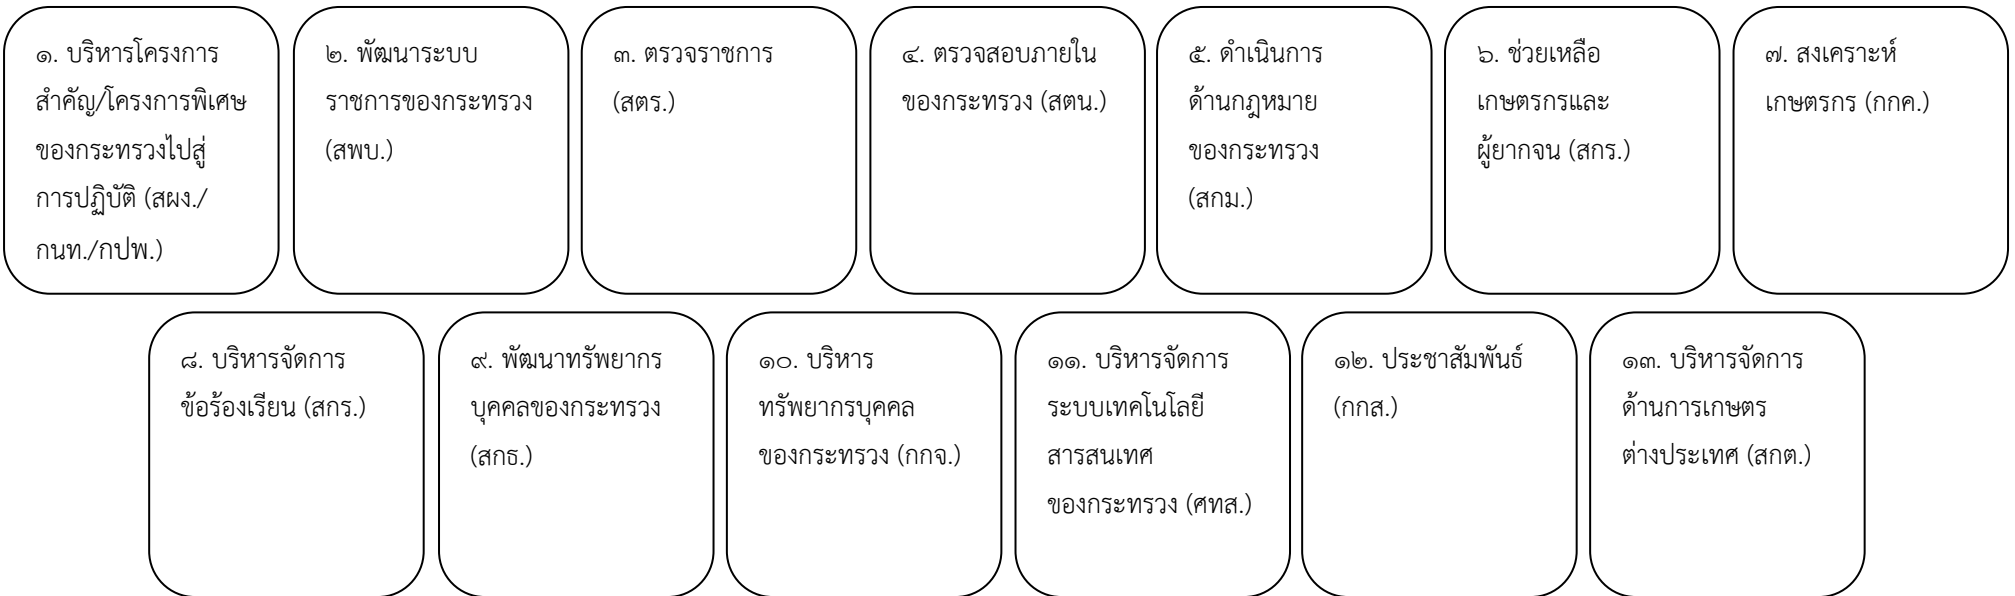 ๑. บริหารโครงการ
สำคัญ/โครงการพิเศษ
ของกระทรวงไปสู่
การปฏิบัติ (สผง./
กนท./กปพ.)
๒. พัฒนาระบบ
ราชการของกระทรวง
(สพบ.)
๓. ตรวจราชการ
(สตร.)
๔. ตรวจสอบภายใน
ของกระทรวง (สตน.)
๕. ดำเนินการ
ด้านกฎหมาย
ของกระทรวง
(สกม.)
๖. ช่วยเหลือ
เกษตรกรและ
ผู้ยากจน (สกร.)
๗. สงเคราะห์
เกษตรกร (กกค.)
๘. บริหารจัดการ
ข้อร้องเรียน (สกร.)
๙. พัฒนาทรัพยากร
บุคคลของกระทรวง
(สกธ.)
๑๐. บริหาร
ทรัพยากรบุคคล
ของกระทรวง (กกจ.)
๑๑. บริหารจัดการ
ระบบเทคโนโลยี
สารสนเทศ
ของกระทรวง (ศทส.)
๑๒. ประชาสัมพันธ์
(กกส.)
๑๓. บริหารจัดการ
ด้านการเกษตร
ต่างประเทศ (สกต.)